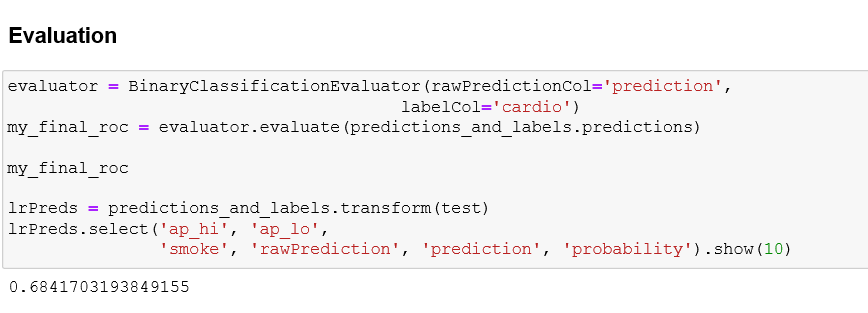 Evaluation
evaluator = BinaryClassificationEvaluator(rawPredictionCol='prediction',
labelCol='cardio')
my_final_roc = evaluator.evaluate(predictions_and_labels.predictions)
my_final_roc
lrPreds = predictions_and_labels.transform(test)
lrPreds.select('ap_hi', 'ap_lo',
'smoke', 'rawPrediction', 'prediction', 'probability').show(10)
0.6841703193849155